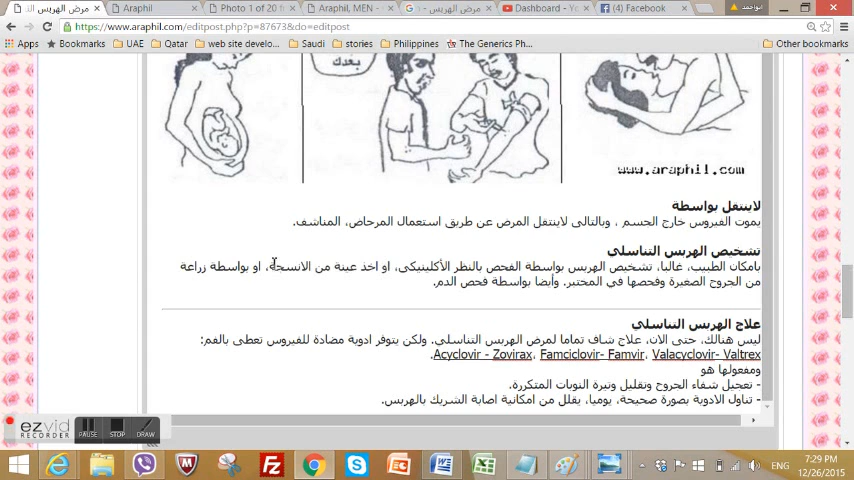 مرض الهربس التنا
Araphil
Photo 1 of 20 f
Araphil, MEN -
مرض الهربس - G
Dashboard - Yo
(4) Facebook
ابواحمد
https://www.araphil.com/editpost.php?p=87673&do=editpost
Apps
Bookmarks
UAE
Qatar
web site develo...
Saudi
stories
Philippines
The Generics Ph...
Other bookmarks
بعدك
www.araphil.com
لاينتقل بواسطة
يموت الفيروس خارج الجسم ، وبالتالي لاينتقل المرض عن طريق استعمال المرحاض، المناشف.
تشخيص الهربس التناسلي
بامكان الطبيب، غالبا، تشخيص الهربس بواسطة الفحص بالنظر الأكلينيكي، او اخذ عينة من الانسجة، او بواسطة زراعة
من الجروح الصغيرة وفحصها في المختبر. وأيضا بواسطة فحص الدم.
علاج الهربس التناسلي
ليس هنالك، حتى الان، علاج شاف تماما لمرض الهربس التناسلي. ولكن يتوفر ادوية مضادة للفيروس تعطى بالفم:
Acyclovir - Zovirax، Famciclovir- Famvir، Valacyclovir- Valtrex.
ومفعولها هو
- تعجيل شفاء الجروح وتقليل وتيرة النوبات المتكررة.
- تناول الادوية بصورة صحيحة، يوميا، يقلل من امكانية اصابة الشريك بالهربس.
ezvid
RECORDER
PAUSE
STOP
DRAW
ENG
7:29 PM
12/26/2015